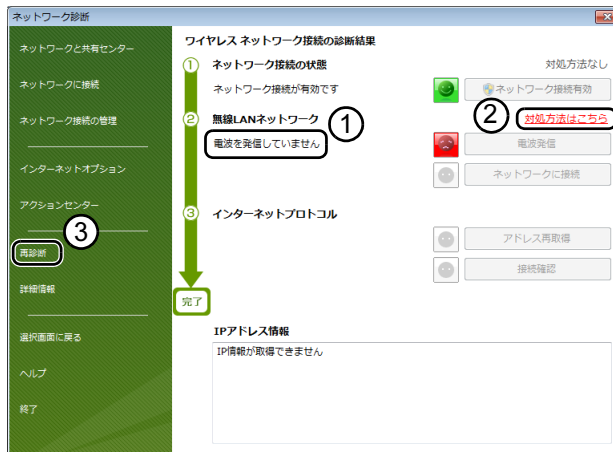 ネットワーク診断
ネットワークと共有センター
ネットワークに接続
ネットワーク接続の管理
インターネットオプション
アクションセンター
③
再診断
詳細情報
選択画面に戻る
ヘルプ
終了
ワイヤレス ネットワーク接続の診断結果
① ネットワーク接続の状態 対処方法なし
ネットワーク接続が有効です ネットワーク接続有効
② 無線LANネットワーク ① ② 対処方法はこちら
電波を発信していません 電波発信
ネットワークに接続
③ インターネットプロトコル
アドレス再取得
接続確認
完了
IPアドレス情報
IP情報が取得できません